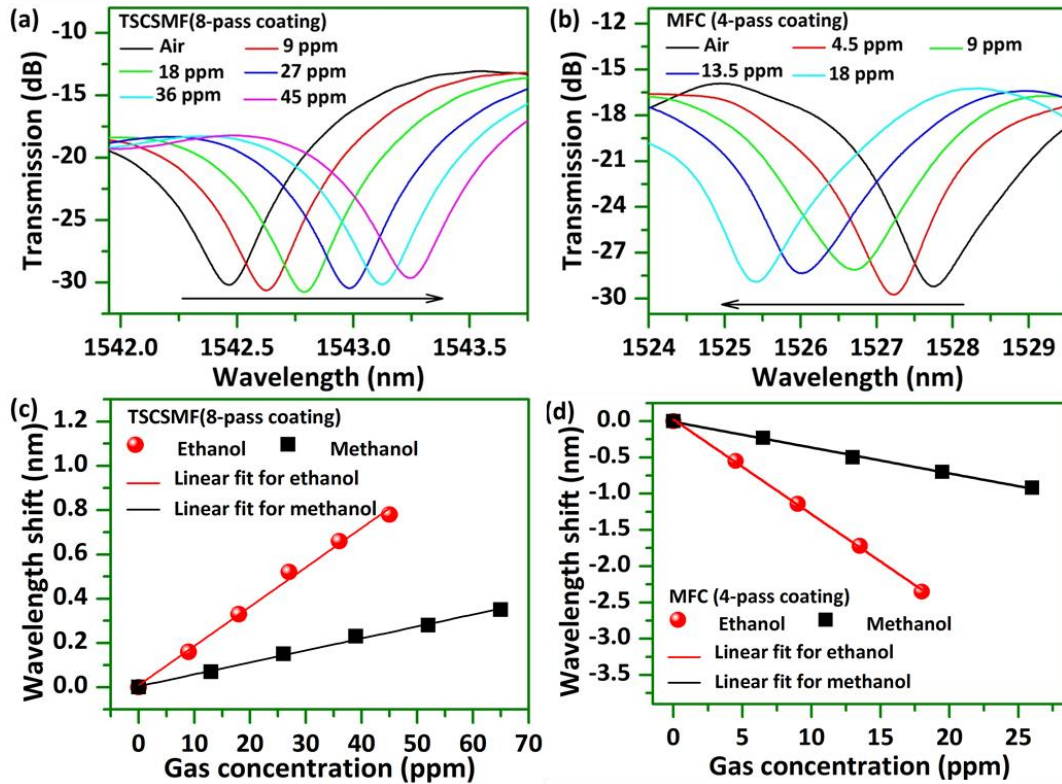 (a)
TSCSMF(8-pass coating)
Air
9 ppm
18 ppm
27 ppm
36 ppm
45 ppm
-10
-15
-20
-25
-30
Transmission (dB)
1542.0 1542.5 1543.0 1543.5
Wavelength (nm)
(b)
MFC (4-pass coating)
Air
4.5 ppm
9 ppm
13.5 ppm
18 ppm
-12
-15
-18
-21
-24
-27
-30
Transmission (dB)
1524 1525 1526 1527 1528 1529
Wavelength (nm)
(c)
TSCSMF(8-pass coating)
Ethanol Methanol
Linear fit for ethanol
Linear fit for methanol
1.2
1.0
0.8
0.6
0.4
0.2
0.0
Wavelength shift (nm)
0 10 20 30 40 50 60 70
Gas concentration (ppm)
(d)
0.0
-0.5
-1.0
-1.5
-2.0
-2.5
-3.0
-3.5
Wavelength shift (nm)
MFC (4-pass coating)
Ethanol Methanol
Linear fit for ethanol
Linear fit for methanol
0 5 10 15 20 25
Gas concentration (ppm)